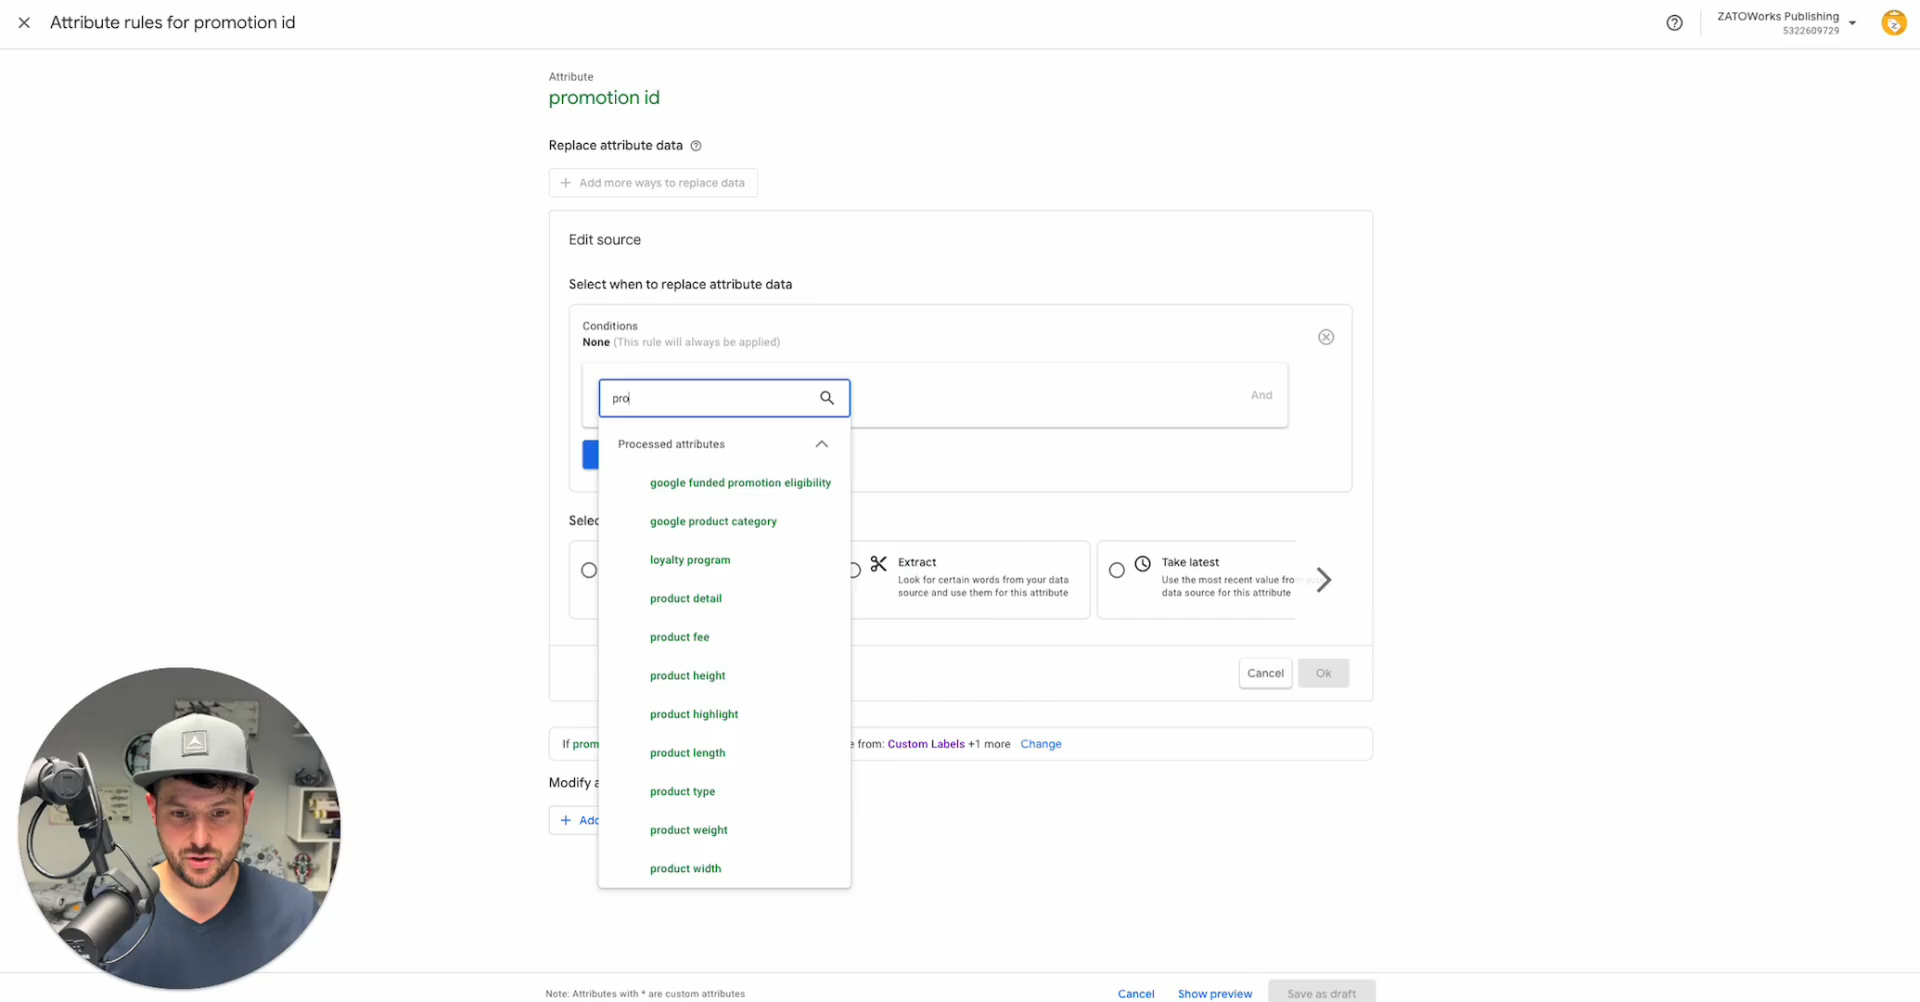 Attribute rules for promotion id
ZATOWorks Publishing
5322609729
Attribute
promotion id
Replace attribute data
+ Add more ways to replace data
Edit source
Select when to replace attribute data
Conditions
None (This rule will always be applied)
pro
And
Processed attributes
google funded promotion eligibility
google product category
loyalty program
product detail
product fee
product height
product highlight
product length
product type
product weight
product width
Selec
Extract
Look for certain words from your data
source and use them for this attribute
Take latest
Use the most recent value from your
data source for this attribute
Cancel
Ok
If prom
e from: Custom Labels +1 more Change
Modify a
+ Add
Note: Attributes with * are custom attributes
Cancel
Show preview
Save as draft